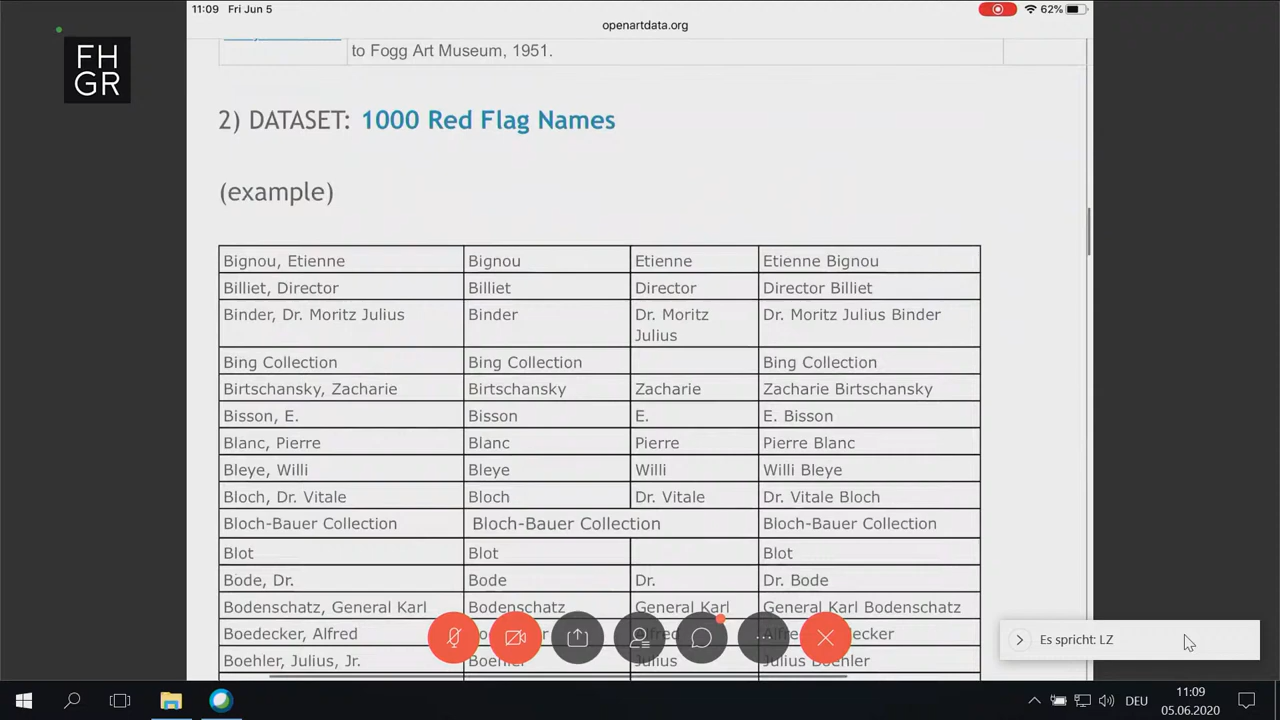 11:09 Fri Jun 5
62%
openartdata.org
FH
GR
to Fogg Art Museum, 1951.
2) DATASET: 1000 Red Flag Names
(example)
Bignou, Etienne Bignou Etienne Etienne Bignou
Billiet, Director Billiet Director Director Billiet
Binder, Dr. Moritz Julius Binder Dr. Moritz Julius Dr. Moritz Julius Binder
Bing Collection Bing Collection Bing Collection
Birtschansky, Zacharie Birtschansky Zacharie Zacharie Birtschansky
Bisson, E. Bisson E. E. Bisson
Blanc, Pierre Blanc Pierre Pierre Blanc
Bleye, Willi Bleye Willi Willi Bleye
Bloch, Dr. Vitale Bloch Dr. Vitale Dr. Vitale Bloch
Bloch-Bauer Collection Bloch-Bauer Collection Bloch-Bauer Collection
Blot Blot Blot
Bode, Dr. Bode Dr. Dr. Bode
Bodenschatz, General Karl Bodenschatz General Karl General Karl Bodenschatz
Boedecker, Alfred
Boehler, Julius, Jr. Boehler Julius Julius Boehler
Es spricht: LZ
DEU
11:09
05.06.2020